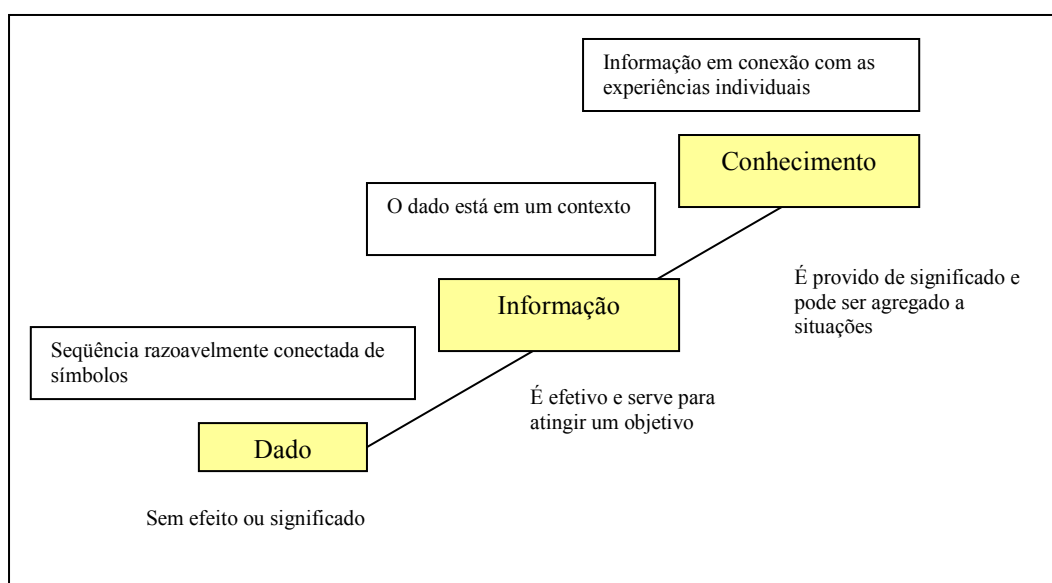 Informação em conexão com as
experiências individuais
Conhecimento
O dado está em um contexto
É provido de significado e
pode ser agregado a
situações
Informação
Seqüência razoavelmente conectada de
símbolos
É efetivo e serve para
atingir um objetivo
Dado
Sem efeito ou significado